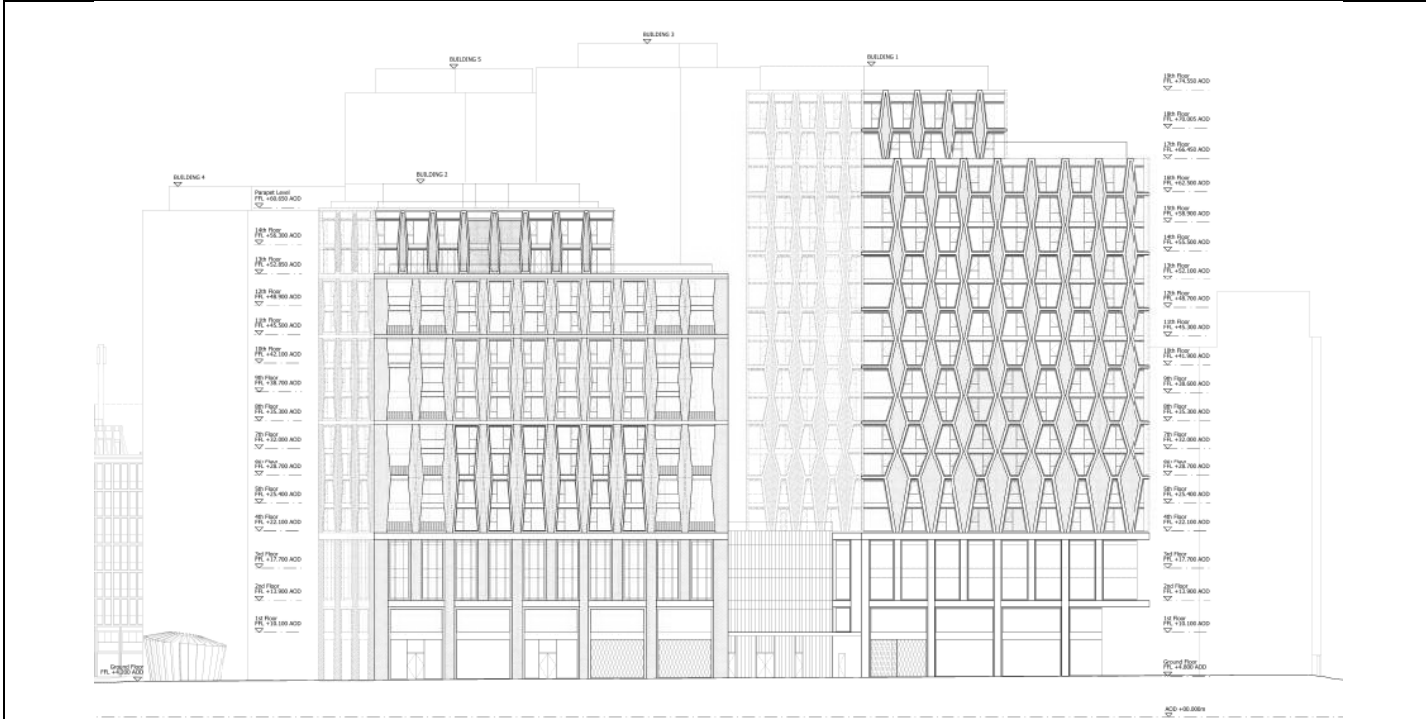 BUILDING 3
BUILDING 5
BUILDING 1
BUILDING 4
BUILDING 2
Parapet Level
FFL +60.650 AOD
14th Floor
FFL +56.300 AOD
13th Floor
FFL +52.850 AOD
12th Floor
FFL +48.900 AOD
11th Floor
FFL +45.500 AOD
10th Floor
FFL +42.100 AOD
9th Floor
FFL +38.700 AOD
8th Floor
FFL +35.300 AOD
7th Floor
FFL +32.000 AOD
6th Floor
FFL +28.700 AOD
5th Floor
FFL +25.400 AOD
4th Floor
FFL +22.100 AOD
3rd Floor
FFL +17.700 AOD
2nd Floor
FFL +13.900 AOD
1st Floor
FFL +10.100 AOD
Ground Floor
FFL AOD
19th Floor
FFL +74.550 AOD
18th Floor
FFL +70.005 AOD
17th Floor
FFL +66.450 AOD
16th Floor
FFL +62.500 AOD
15th Floor
FFL +58.900 AOD
14th Floor
FFL +55.500 AOD
13th Floor
FFL +52.100 AOD
12th Floor
FFL +48.700 AOD
11th Floor
FFL +45.300 AOD
10th Floor
FFL +41.900 AOD
9th Floor
FFL +38.600 AOD
8th Floor
FFL +35.300 AOD
7th Floor
FFL +32.000 AOD
6th Floor
FFL +28.700 AOD
5th Floor
FFL +25.400 AOD
4th Floor
FFL +22.100 AOD
3rd Floor
FFL +17.700 AOD
2nd Floor
FFL +13.900 AOD
1st Floor
FFL +10.100 AOD
Ground Floor
FFL +4.800 AOD
AOD +00.000m